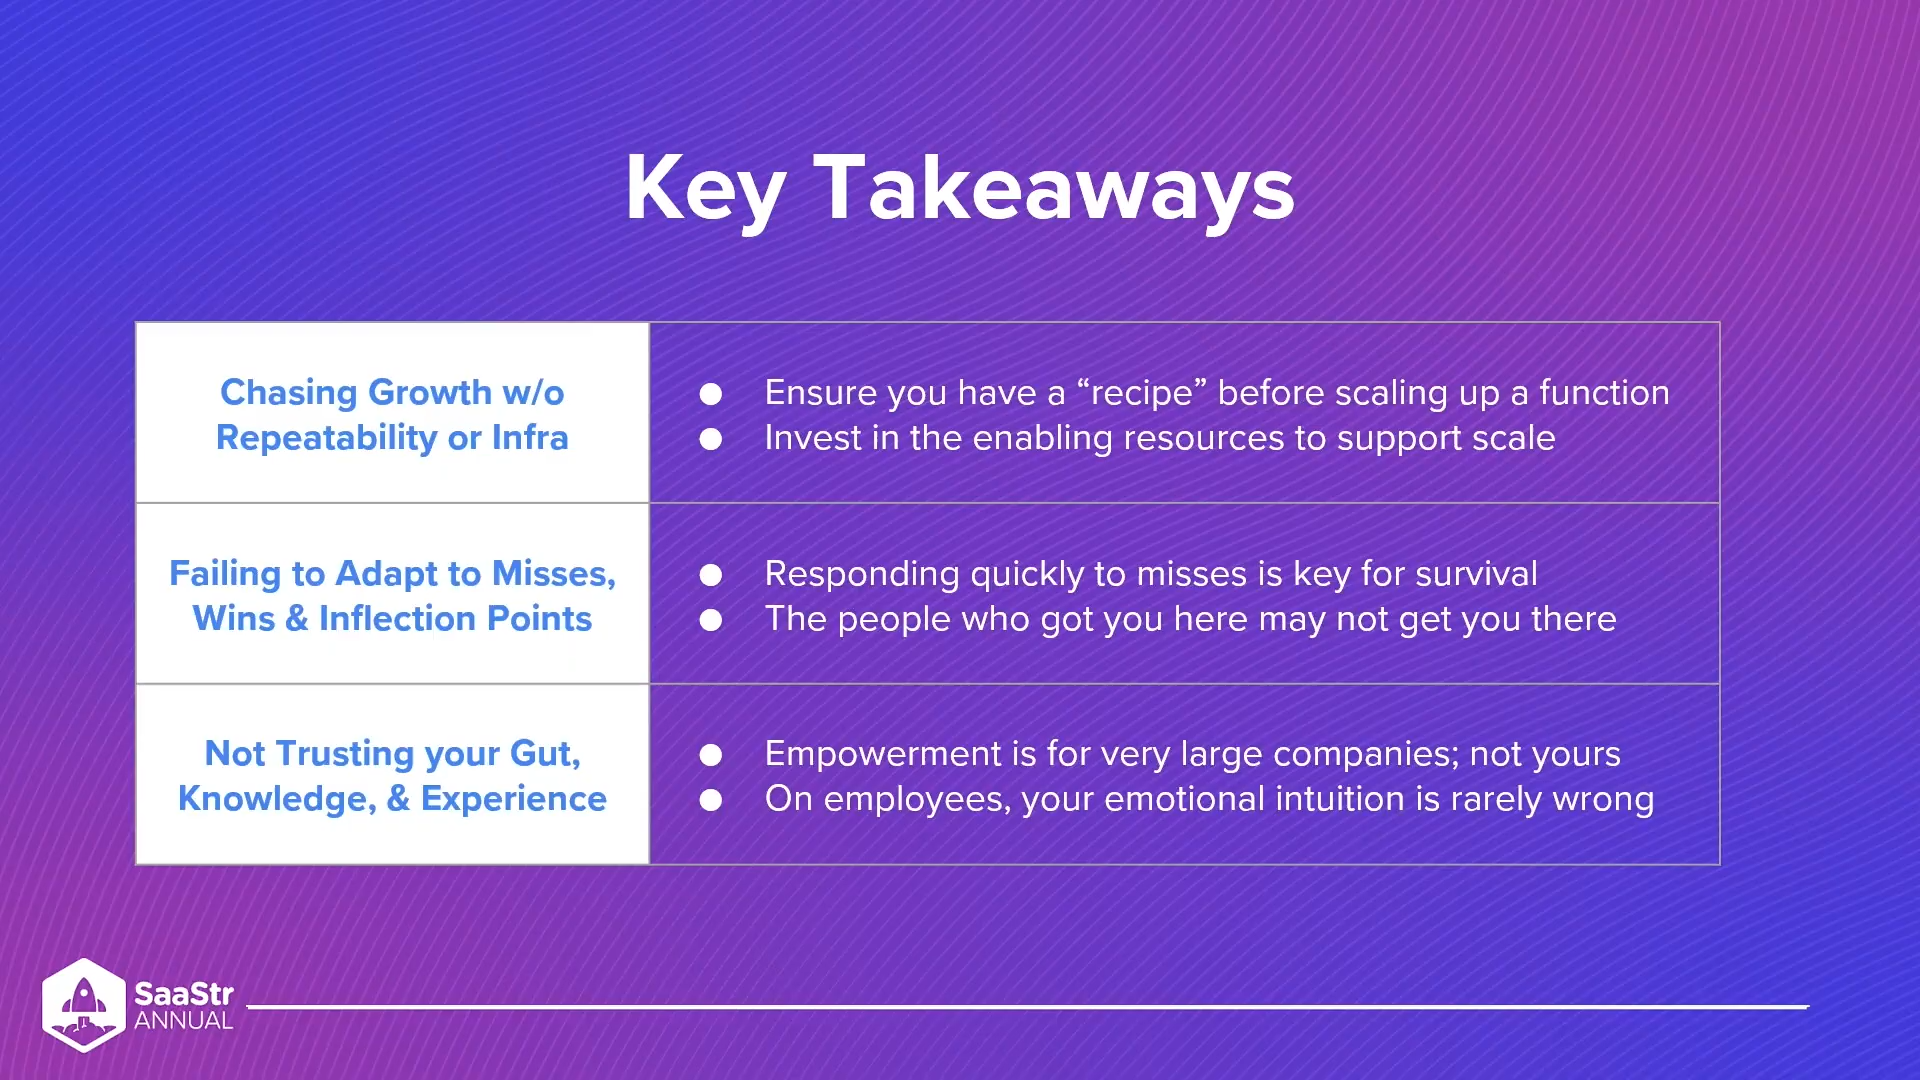 Key Takeaways
Chasing Growth w/o
Repeatability or Infra
● Ensure you have a “recipe” before scaling up a function
● Invest in the enabling resources to support scale
Failing to Adapt to Misses,
Wins & Inflection Points
● Responding quickly to misses is key for survival
● The people who got you here may not get you there
Not Trusting your Gut,
Knowledge, & Experience
● Empowerment is for very large companies; not yours
● On employees, your emotional intuition is rarely wrong
SaaStr
ANNUAL